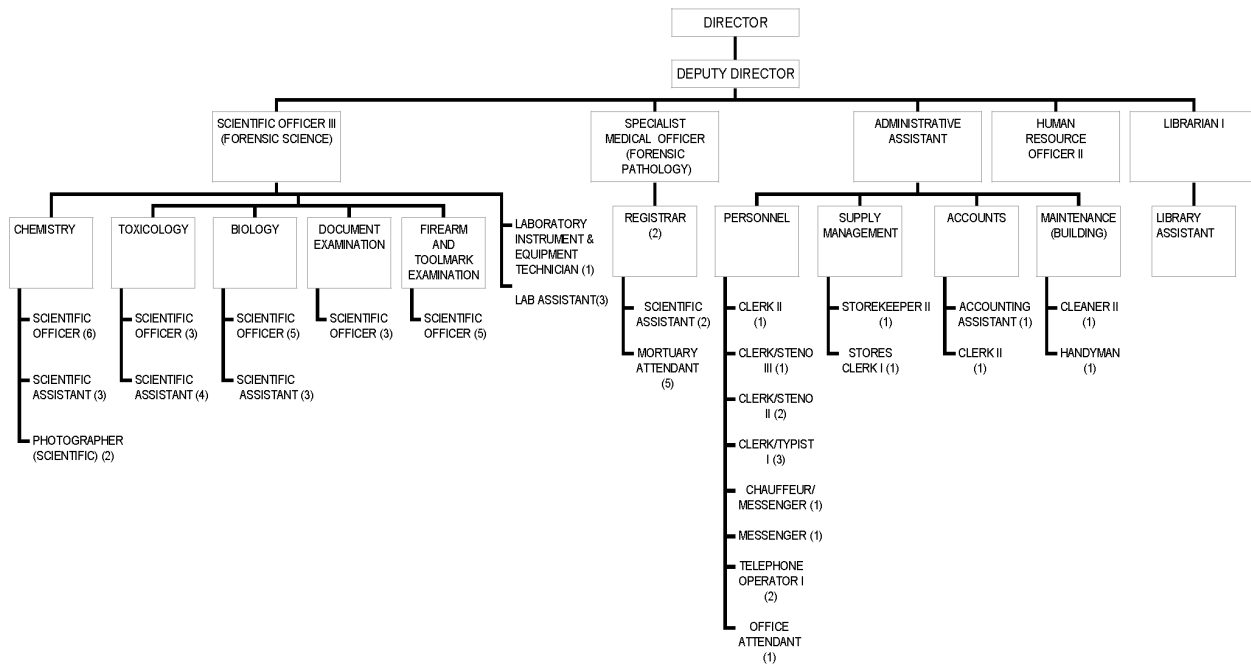 DIRECTOR
DEPUTY DIRECTOR
SCIENTIFIC OFFICER III
(FORENSIC SCIENCE)
SPECIALIST
MEDICAL OFFICER
(FORENSIC
PATHOLOGY)
ADMINISTRATIVE
ASSISTANT
HUMAN
RESOURCE
OFFICER II
LIBRARIAN I
CHEMISTRY
TOXICOLOGY
BIOLOGY
DOCUMENT
EXAMINATION
FIREARM
AND
TOOLMARK
EXAMINATION
LABORATORY
INSTRUMENT &
EQUIPMENT
TECHNICIAN (1)
LAB ASSISTANT(3)
REGISTRAR
(2)
PERSONNEL
SUPPLY
MANAGEMENT
ACCOUNTS
MAINTENANCE
(BUILDING)
LIBRARY
ASSISTANT
SCIENTIFIC
OFFICER (6)
SCIENTIFIC
ASSISTANT (3)
PHOTOGRAPHER
(SCIENTIFIC) (2)
SCIENTIFIC
OFFICER (3)
SCIENTIFIC
ASSISTANT (4)
SCIENTIFIC
OFFICER (5)
SCIENTIFIC
ASSISTANT (3)
SCIENTIFIC
OFFICER (3)
SCIENTIFIC
OFFICER (5)
SCIENTIFIC
ASSISTANT (2)
MORTUARY
ATTENDANT
(5)
CLERK II
(1)
CLERK/STENO
III (1)
CLERK/STENO
II (2)
CLERK/TYPIST
I (3)
CHAUFFEUR/
MESSENGER (1)
MESSENGER (1)
TELEPHONE
OPERATOR I
(2)
OFFICE
ATTENDANT
(1)
STOREKEEPER II
(1)
STORES
CLERK I (1)
ACCOUNTING
ASSISTANT (1)
CLERK II
(1)
CLEANER II
(1)
HANDYMAN
(1)